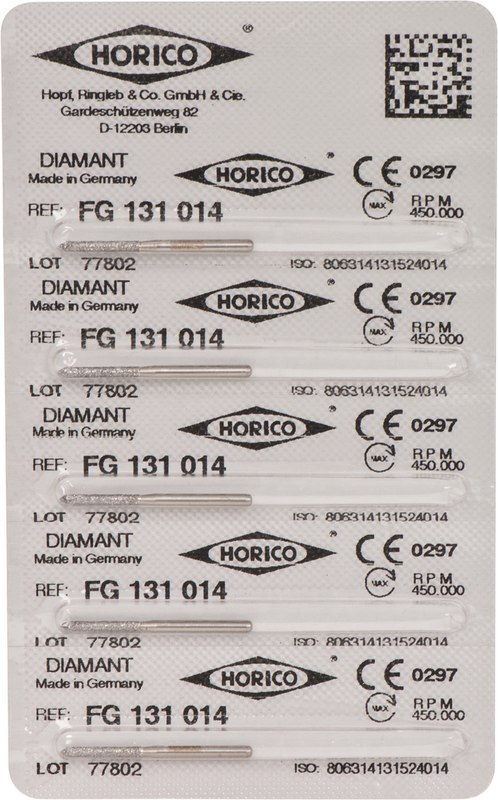 HORICO ®
Hopf, Ringleb & Co. GmbH & Cie.
Gardeschützenweg 82
D-12203 Berlin
DIAMANT HORICO ® CE 0297
Made in Germany
MAX RPM
REF: FG 131 014 450.000
LOT 77802 ISO: 806314131524014
DIAMANT HORICO ® CE 0297
Made in Germany
MAX RPM
REF: FG 131 014 450.000
LOT 77802 ISO: 806314131524014
DIAMANT HORICO ® CE 0297
Made in Germany
MAX RPM
REF: FG 131 014 450.000
LOT 77802 ISO: 806314131524014
DIAMANT HORICO ® CE 0297
Made in Germany
MAX RPM
REF: FG 131 014 450.000
LOT 77802 ISO: 806314131524014
DIAMANT HORICO ® CE 0297
Made in Germany
MAX RPM
REF: FG 131 014 450.000
LOT 77802 ISO: 806314131524014